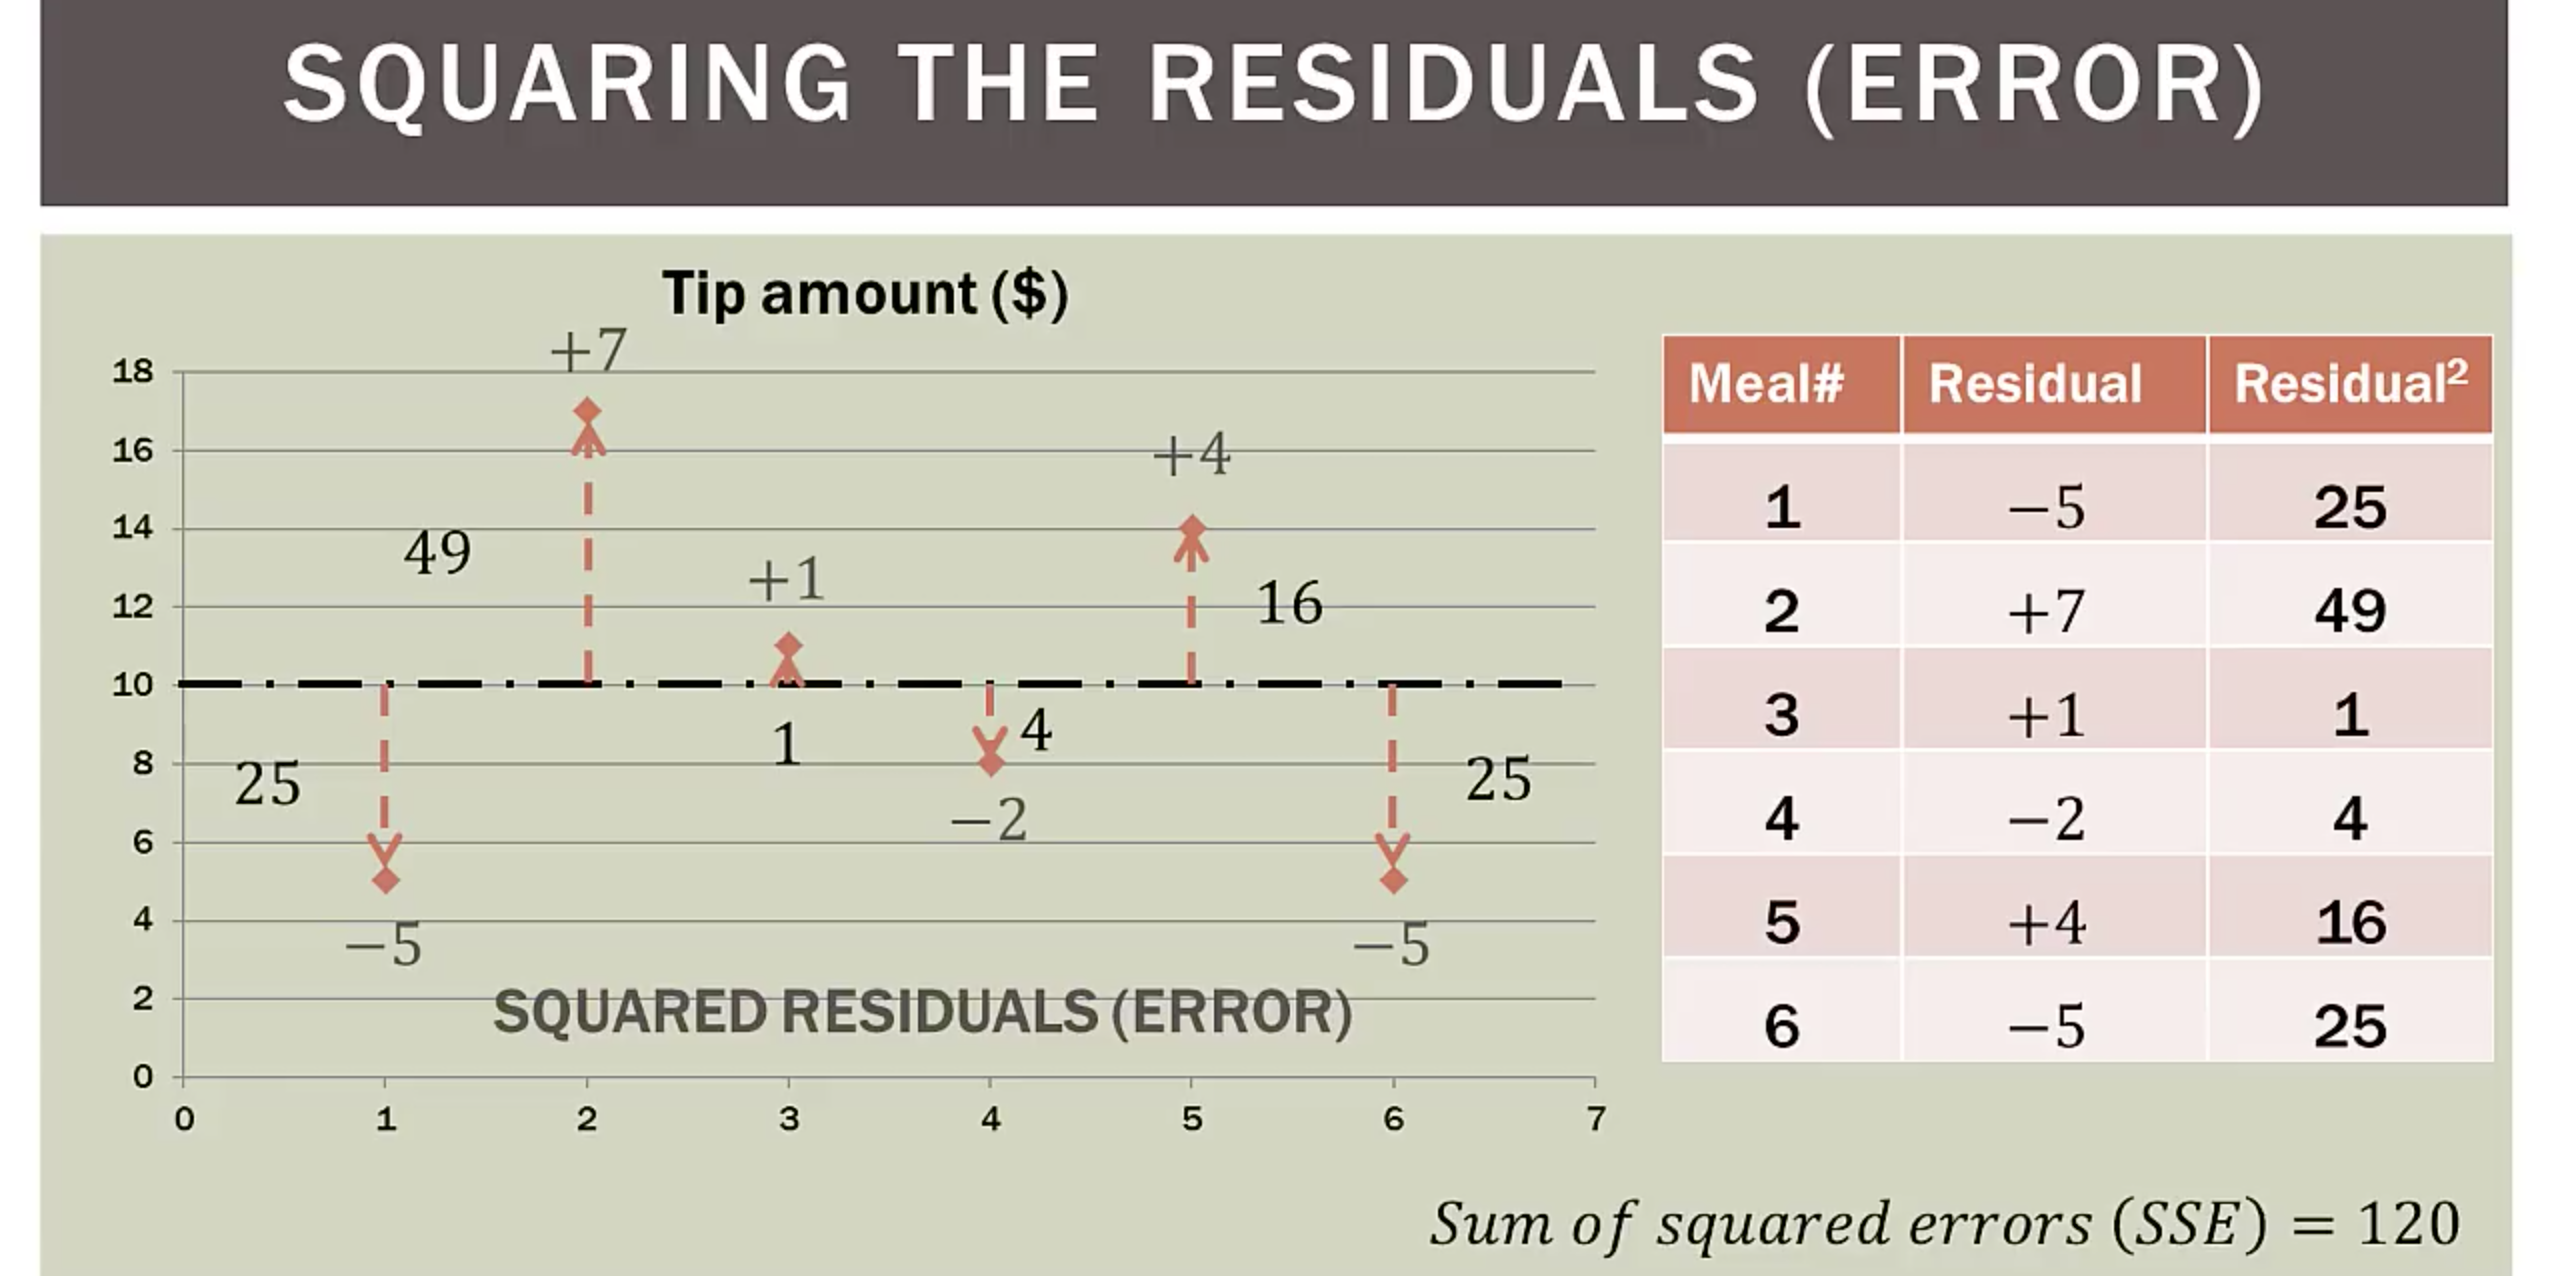 SQUARING THE RESIDUALS (ERROR)
Tip amount ($)
18
16
14
12
10
8
6
4
2
0
0 1 2 3 4 5 6 7
+7
+4
49
+1
16
1
4
25
25
−2
−5
−5
SQUARED RESIDUALS (ERROR)
Meal# Residual Residual²
1 −5 25
2 +7 49
3 +1 1
4 −2 4
5 +4 16
6 −5 25
Sum of squared errors (SSE) = 120